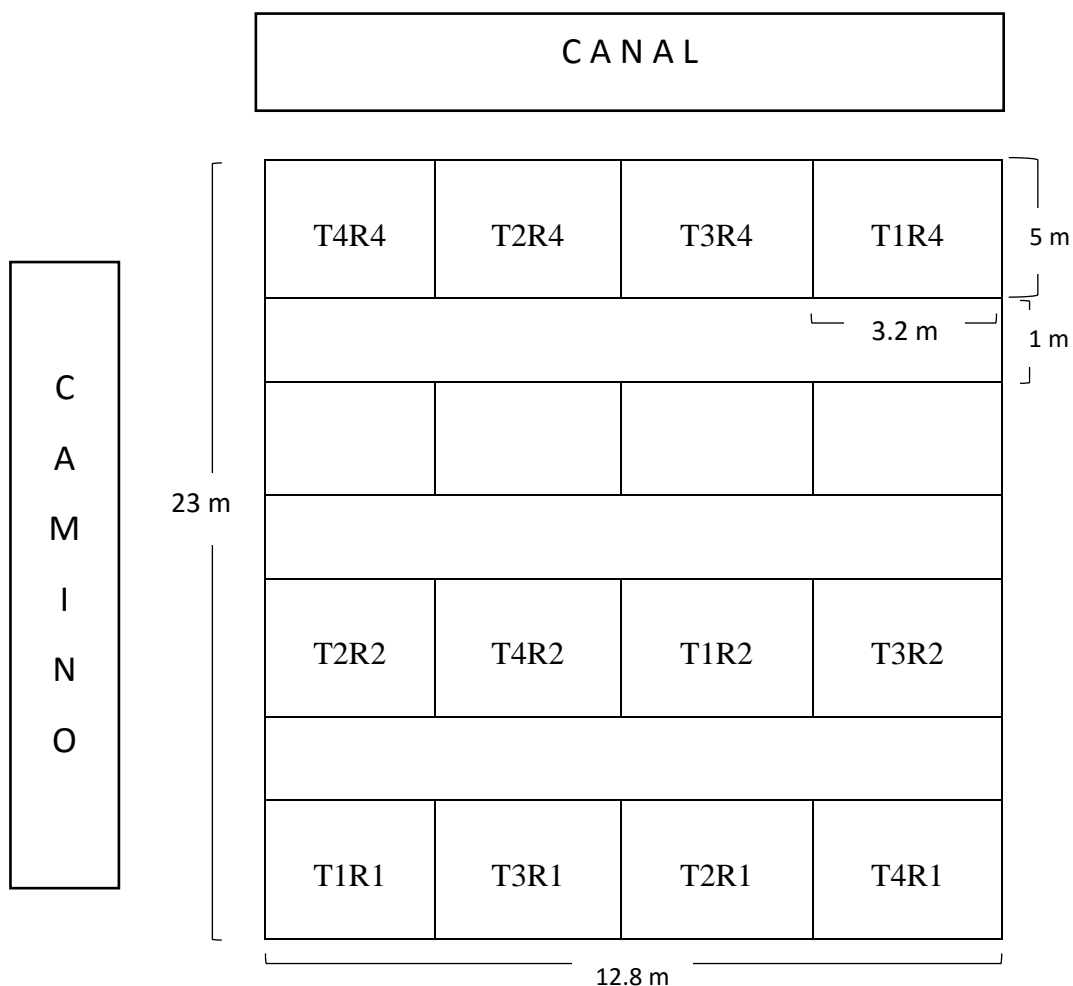 C A N A L
T4R4 T2R4 T3R4 T1R4
5 m
3.2 m
1 m
C
A
M
I
N
O
23 m
T2R2 T4R2 T1R2 T3R2
T1R1 T3R1 T2R1 T4R1
12.8 m